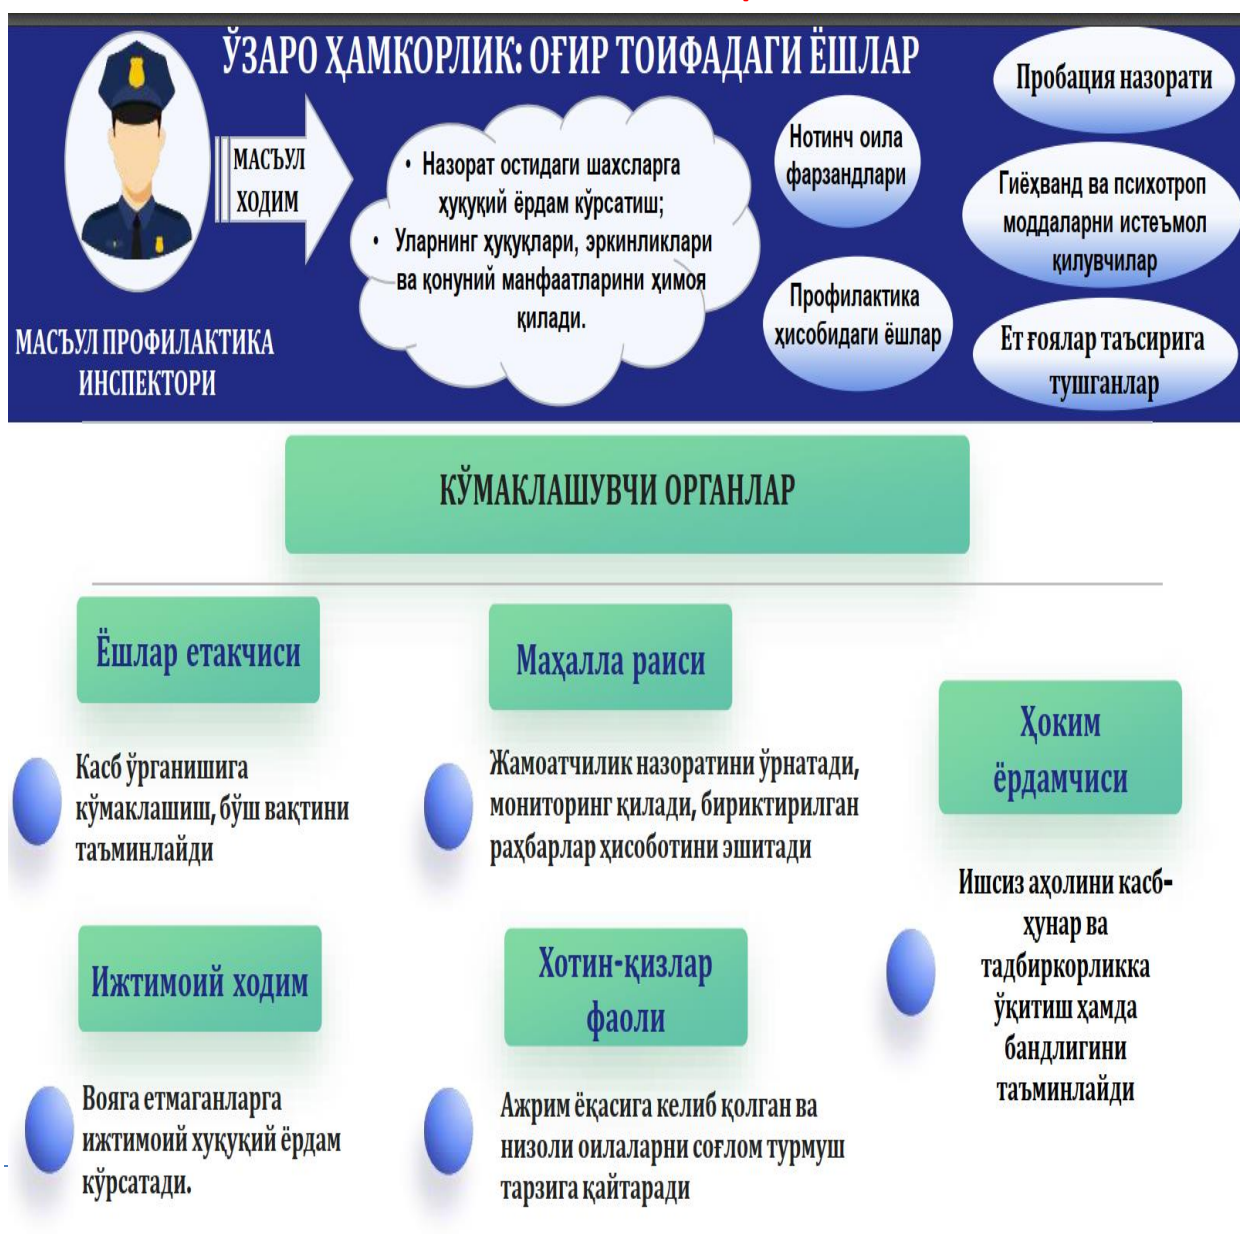 ЎЗАРО ҲАМКОРЛИК: ОҒИР ТОИФАДАГИ ЁШЛАР
МАСЪУЛ
ХОДИМ
МАСЪУЛ ПРОФИЛАКТИКА
ИНСПЕКТОРИ
• Назорат остидаги шахсларга
ҳуқуқий ёрдам кўрсатиш;
• Уларнинг ҳуқуқлари, эркинликлари
ва қонуний манфаатларини ҳимоя
қилади.
Нотинч оила
фарзандлари
Профилактика
ҳисобидаги ёшлар
Пробация назорати
Гиёҳванд ва психотроп
моддаларни истеъмол
қилувчилар
Ет ғоялар таъсирига
тушганлар
КЎМАКЛАШУВЧИ ОРГАНЛАР
Ёшлар етакчиси
Касб ўрганишига
кўмаклашиш, бўш вақтини
таъминлайди
Маҳалла раиси
Жамоатчилик назоратини ўрнатади,
мониторинг қилади, бириктирилган
раҳбарлар ҳисоботини эшитади
Ҳоким
ёрдамчиси
Ишсиз аҳолини касб-
ҳунар ва
тадбиркорликка
ўқитиш ҳамда
бандлигини
таъминлайди
Ижтимоий ходим
Вояга етмаганларга
ижтимоий хуқуқий ёрдам
кўрсатади.
Хотин-қизлар
фаоли
Ажрим ёқасига келиб қолган ва
низоли оилаларни соғлом турмуш
тарзига қайтаради